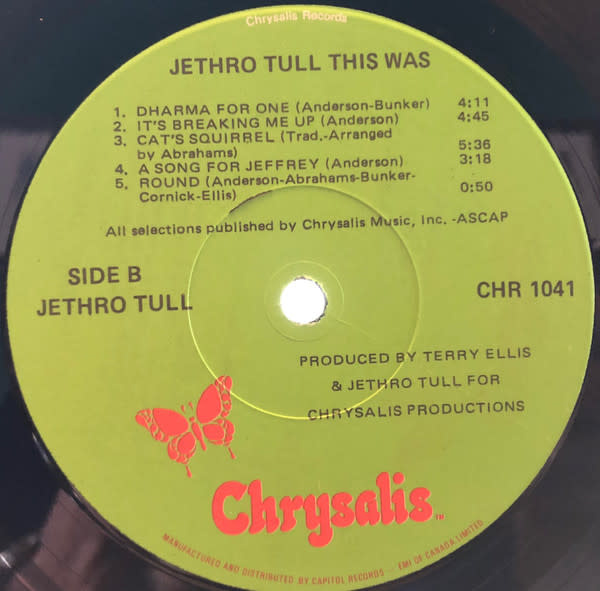 Chrysalis Records
JETHRO TULL THIS WAS
1. DHARMA FOR ONE (Anderson-Bunker) 4:11
2. IT'S BREAKING ME UP (Anderson) 4:45
3. CAT'S SQUIRREL (Trad.-Arranged
by Abrahams) 5:36
4. A SONG FOR JEFFREY (Anderson) 3:18
5. ROUND (Anderson-Abrahams-Bunker-
Cornick-Ellis) 0:50
All selections published by Chrysalis Music, Inc. -ASCAP
SIDE B
JETHRO TULL
CHR 1041
PRODUCED BY TERRY ELLIS
& JETHRO TULL FOR
CHRYSALIS PRODUCTIONS
Chrysalis TM
MANUFACTURED AND DISTRIBUTED BY CAPITOL RECORDS - EMI OF CANADA LIMITED